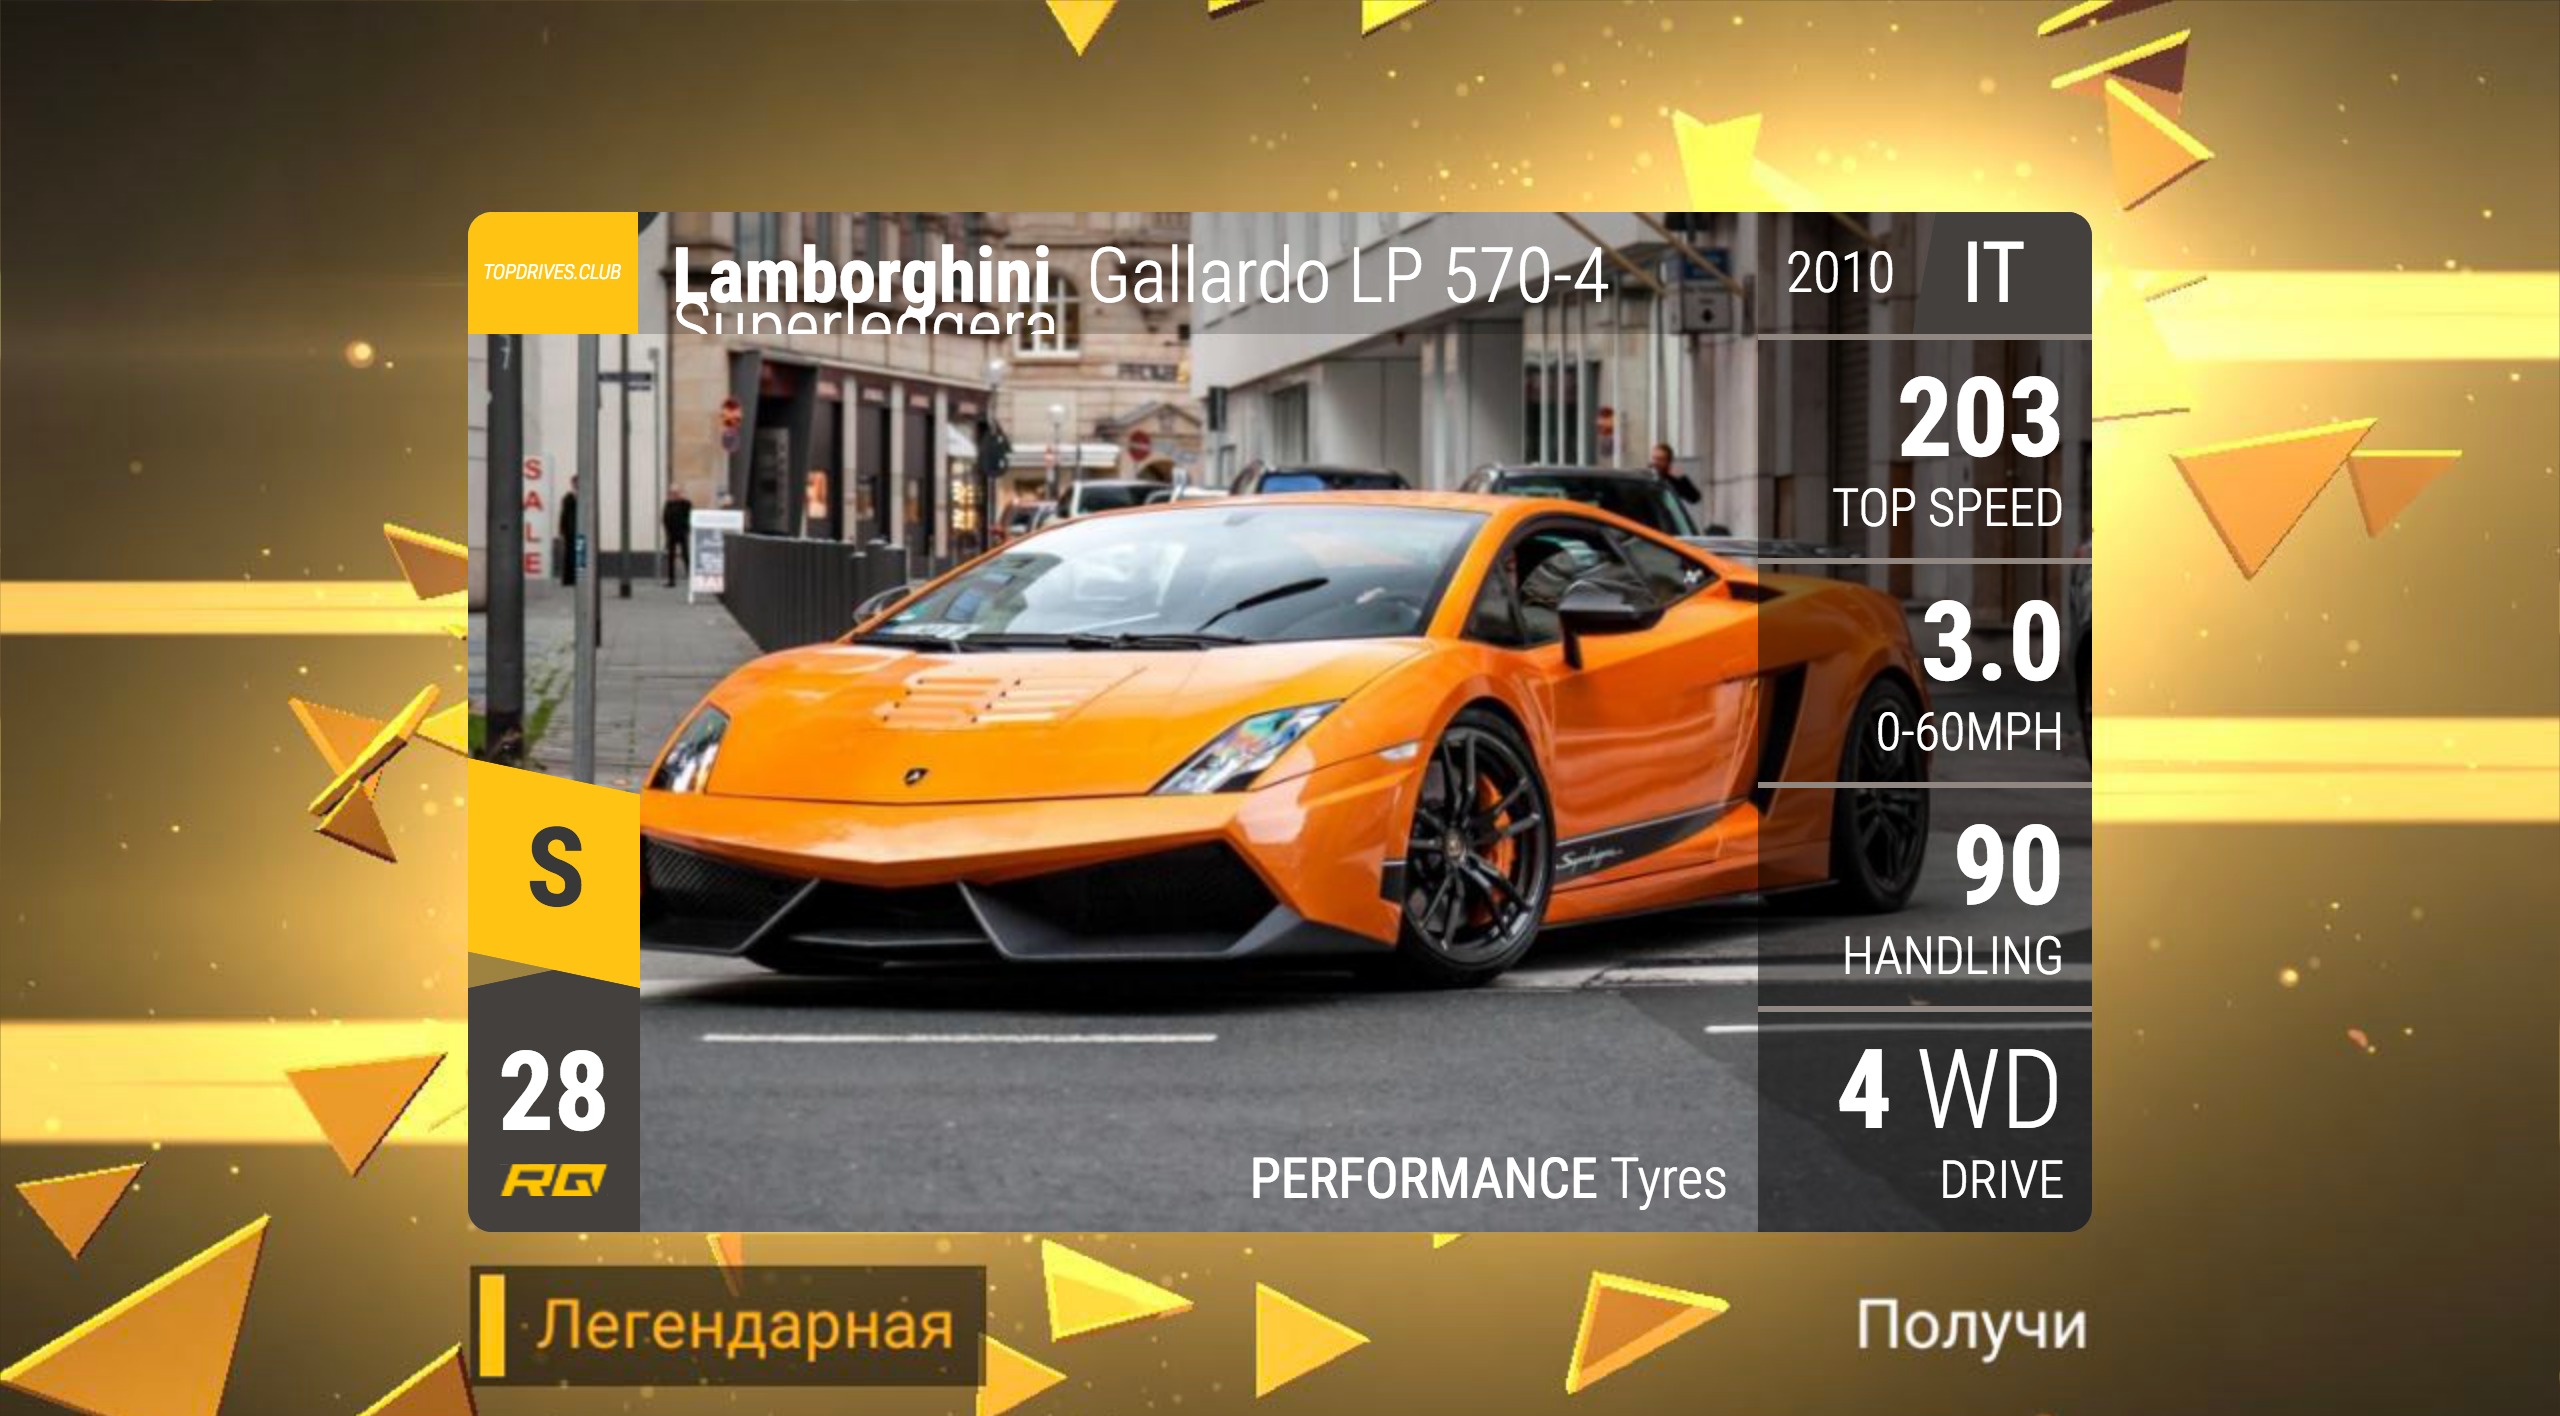 TOPDRIVES.CLUB
Lamborghini Gallardo LP 570-4
Superleggera
2010 IT
203
TOP SPEED
3.0
0-60MPH
90
HANDLING
4 WD
DRIVE
SALE
S
28
RQ
PERFORMANCE Tyres
Легендарная
Получи